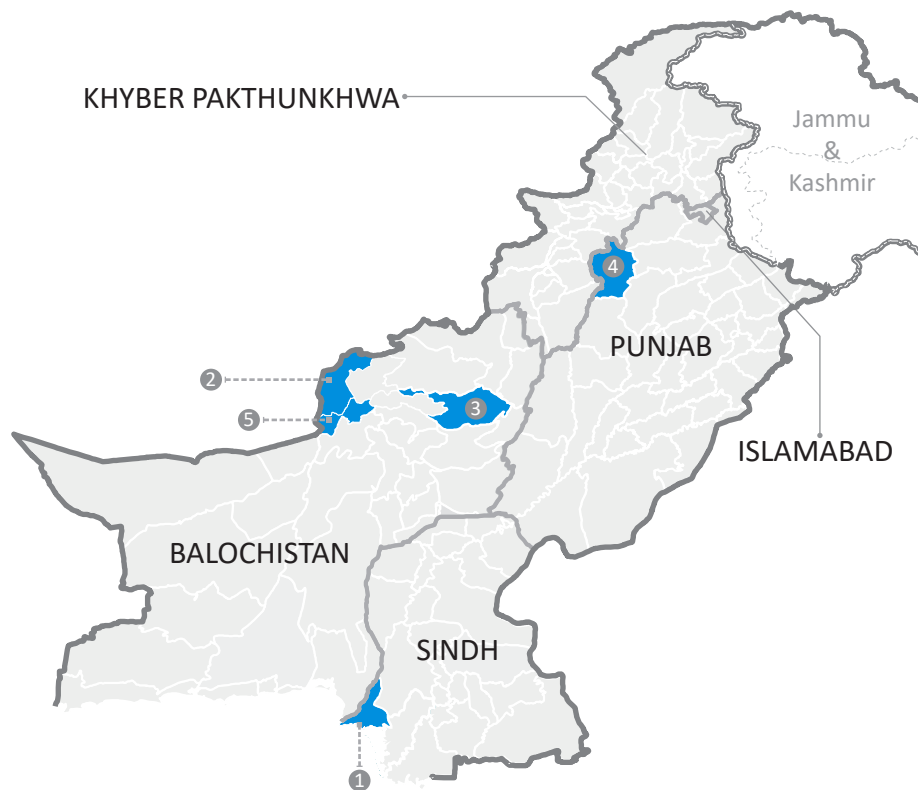 KHYBER PAKTHUNKHWA
Jammu
&
Kashmir
4
PUNJAB
2
3
5
ISLAMABAD
BALOCHISTAN
SINDH
1